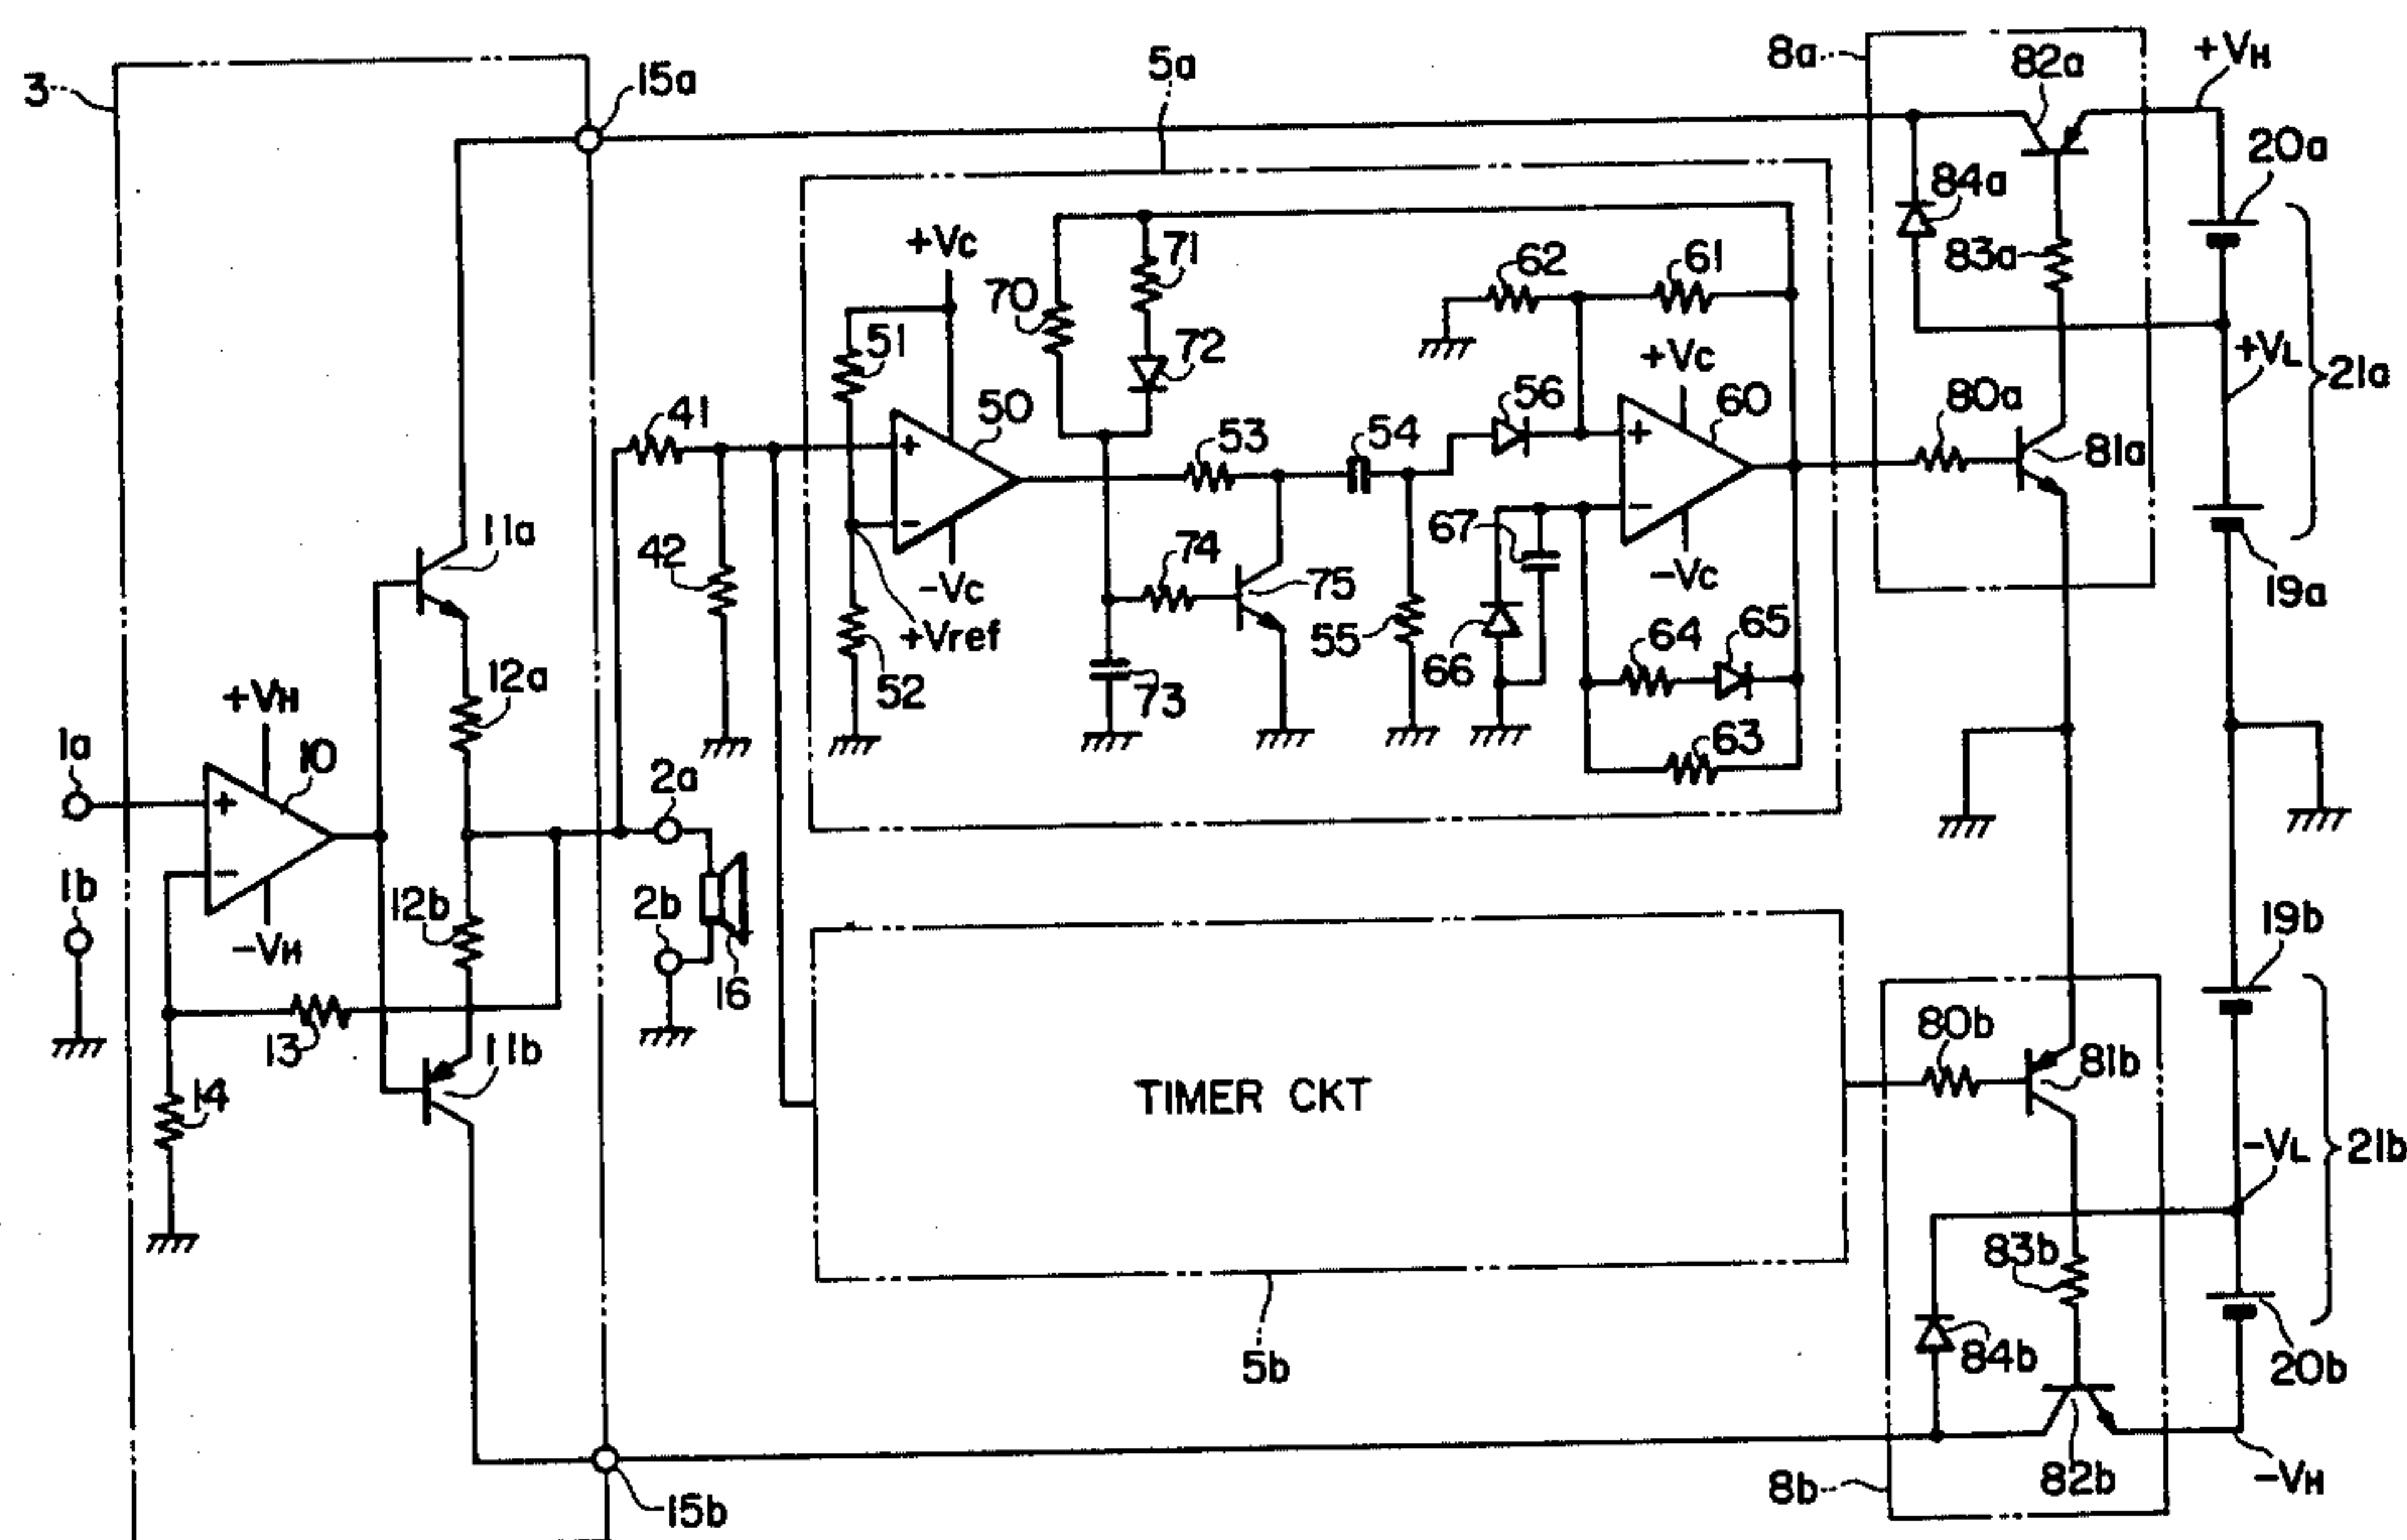 3
15a
5a
8a
82a
+VH
20a
84a
83a
+VL
21a
+VC
70
71
72
62
61
51
50
+VC
60
80a
81a
41
53
54
56
+
-
+
-
11a
42
-VC
+Vref
74
75
67
-VC
55
66
64
65
19a
12a
52
73
63
+VH
1a
10
+
-
2a
1b
-VH
12b
2b
16
19b
13
11b
14
TIMER CKT
80b
81b
-VL
21b
83b
84b
20b
5b
82b
-VH
8b
15b